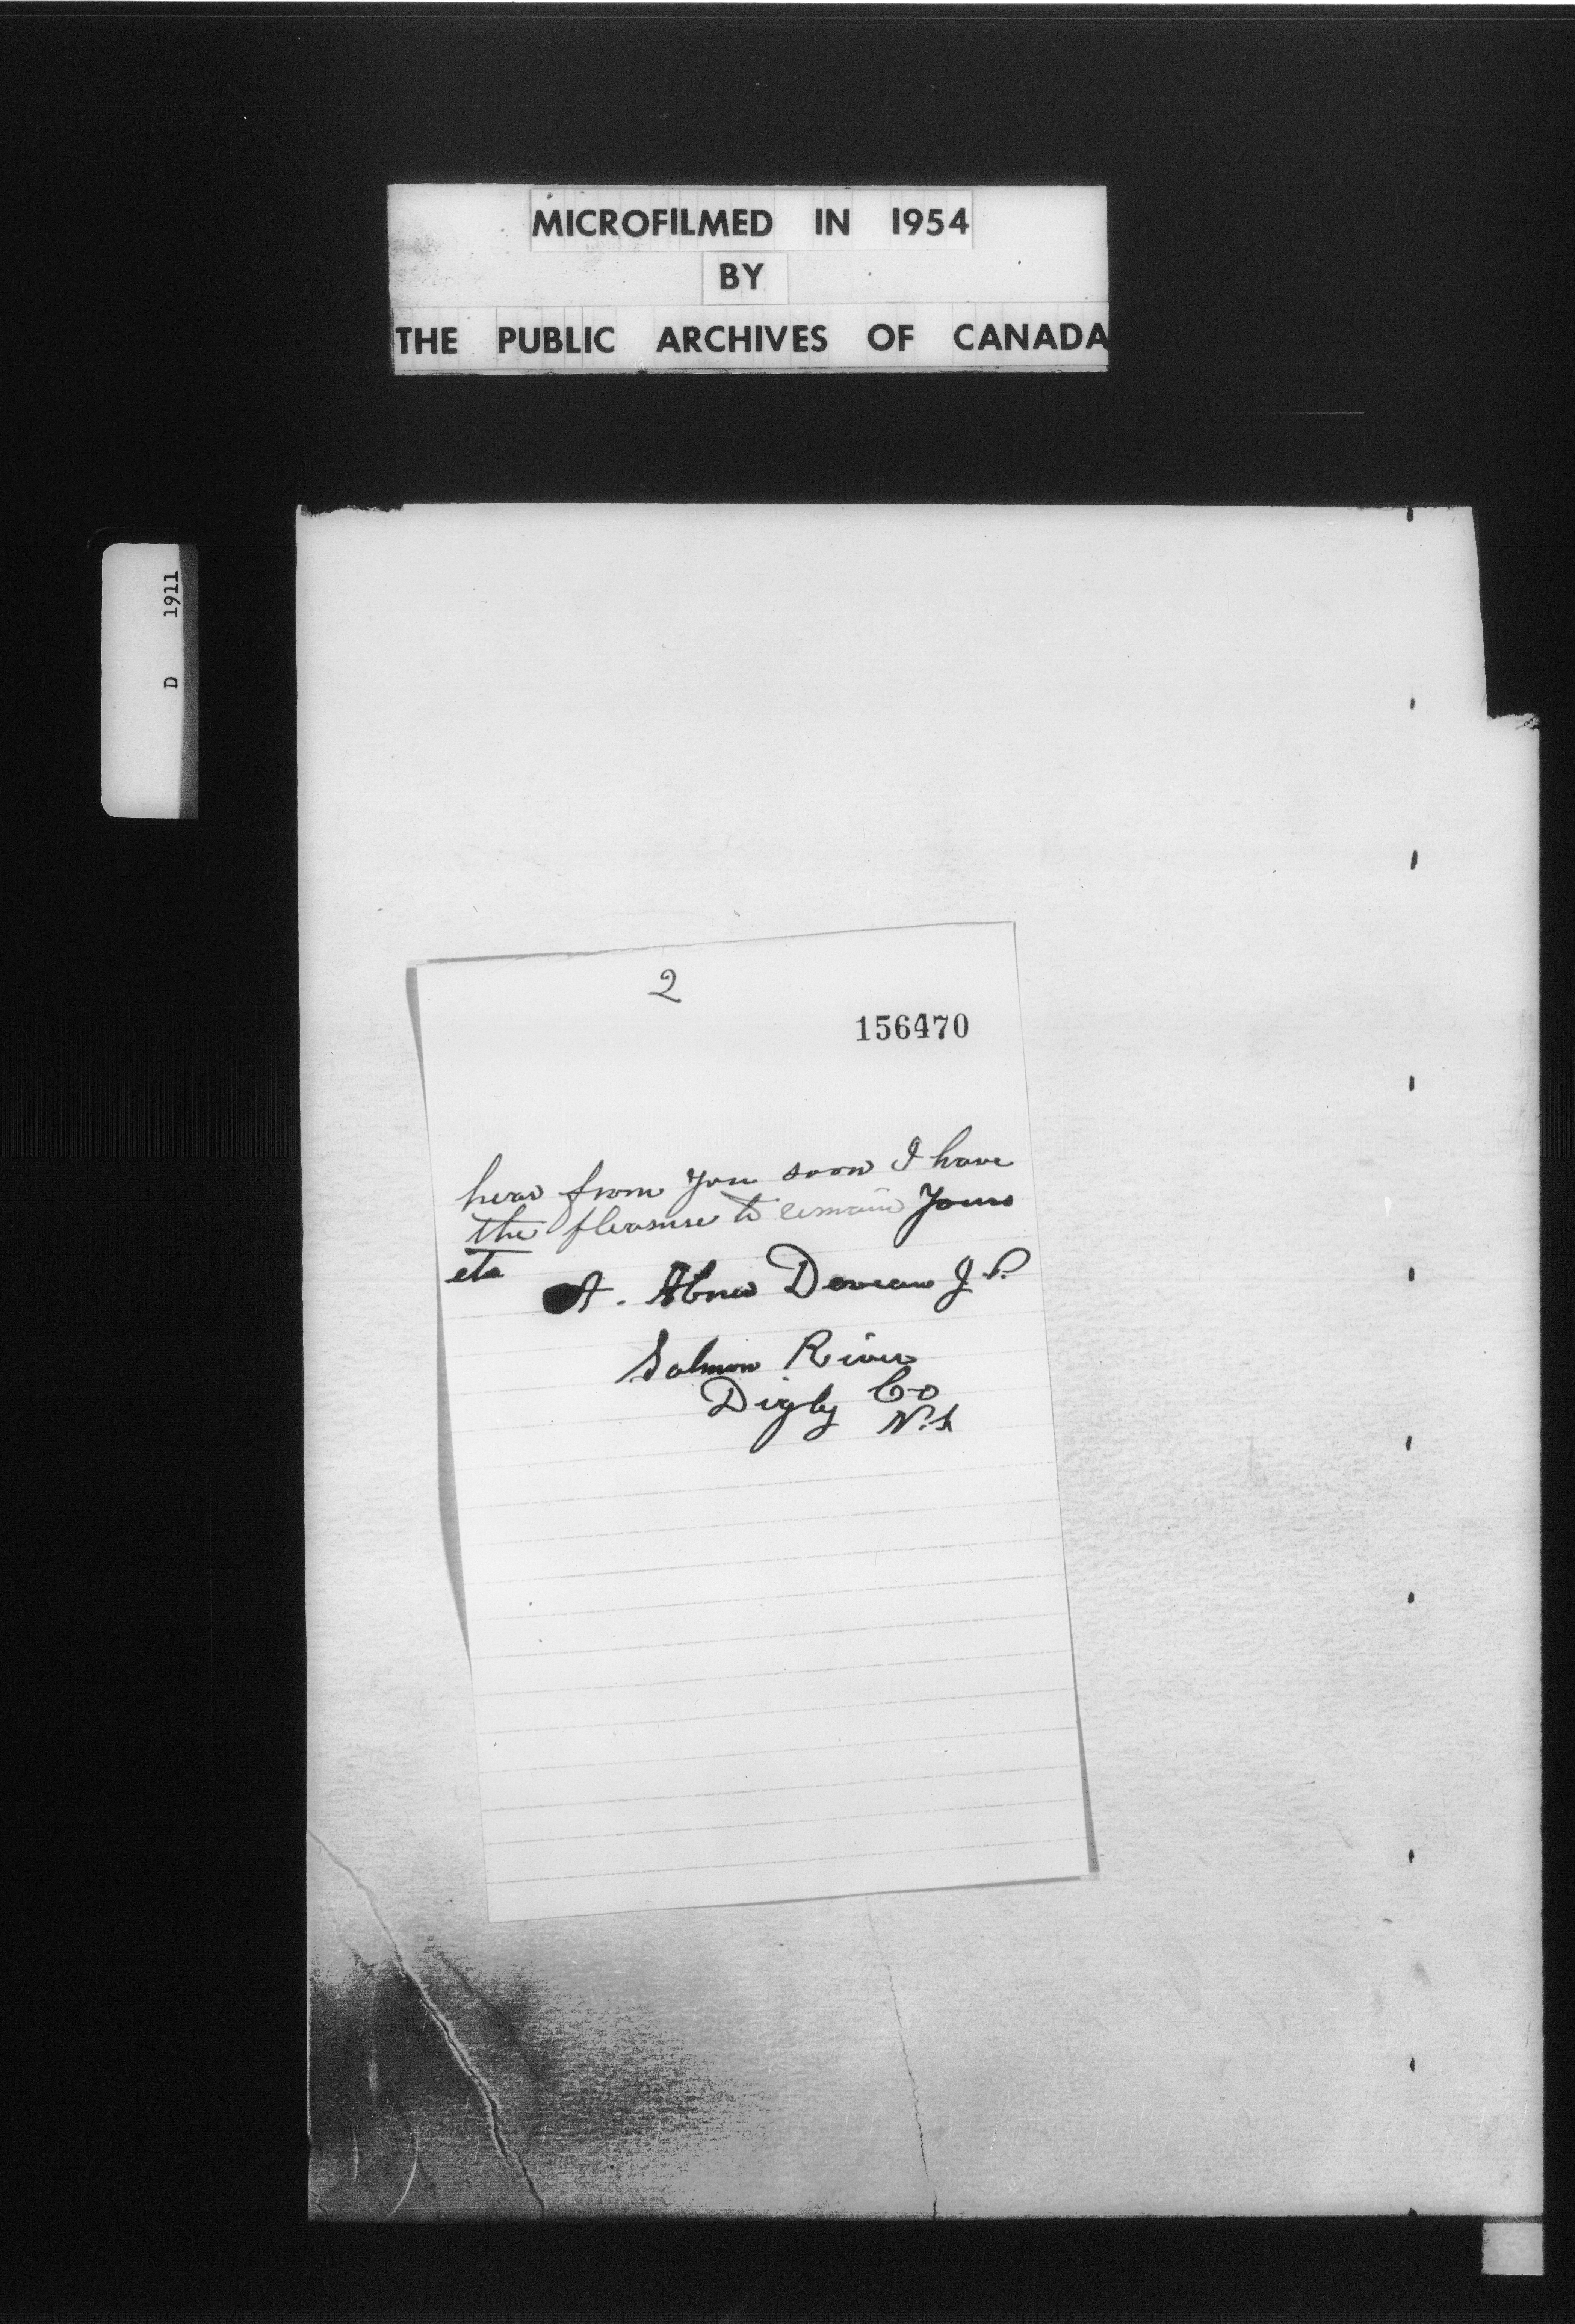 MICROFILMED IN 1954
BY
THE PUBLIC ARCHIVES OF CANADA
D 1911
2
156470
hear from you soon I have
the pleasure to remain Yours
etc
A. Abner Deveau J.P.
Salmon River
Digby Co
N.S